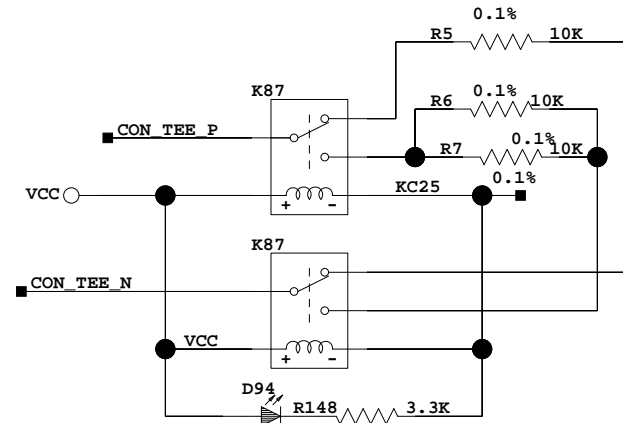 0.1%
R5 10K
0.1%
K87
R6 10K
CON_TEE_P
0.1%
R7 10K
0.1%
VCC
KC25
+ -
K87
CON_TEE_N
VCC
+ -
D94
R148 3.3K